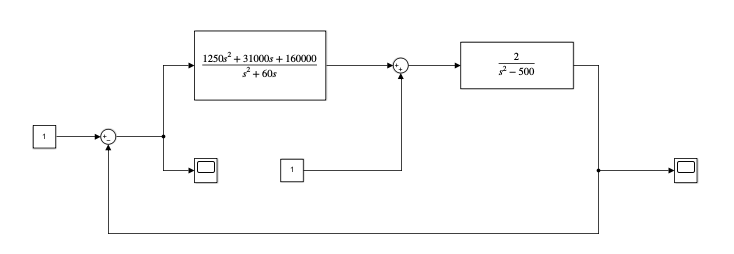 1250s² + 31000s + 160000
s² + 60s
2
s² − 500
1
+
−
+
+
1